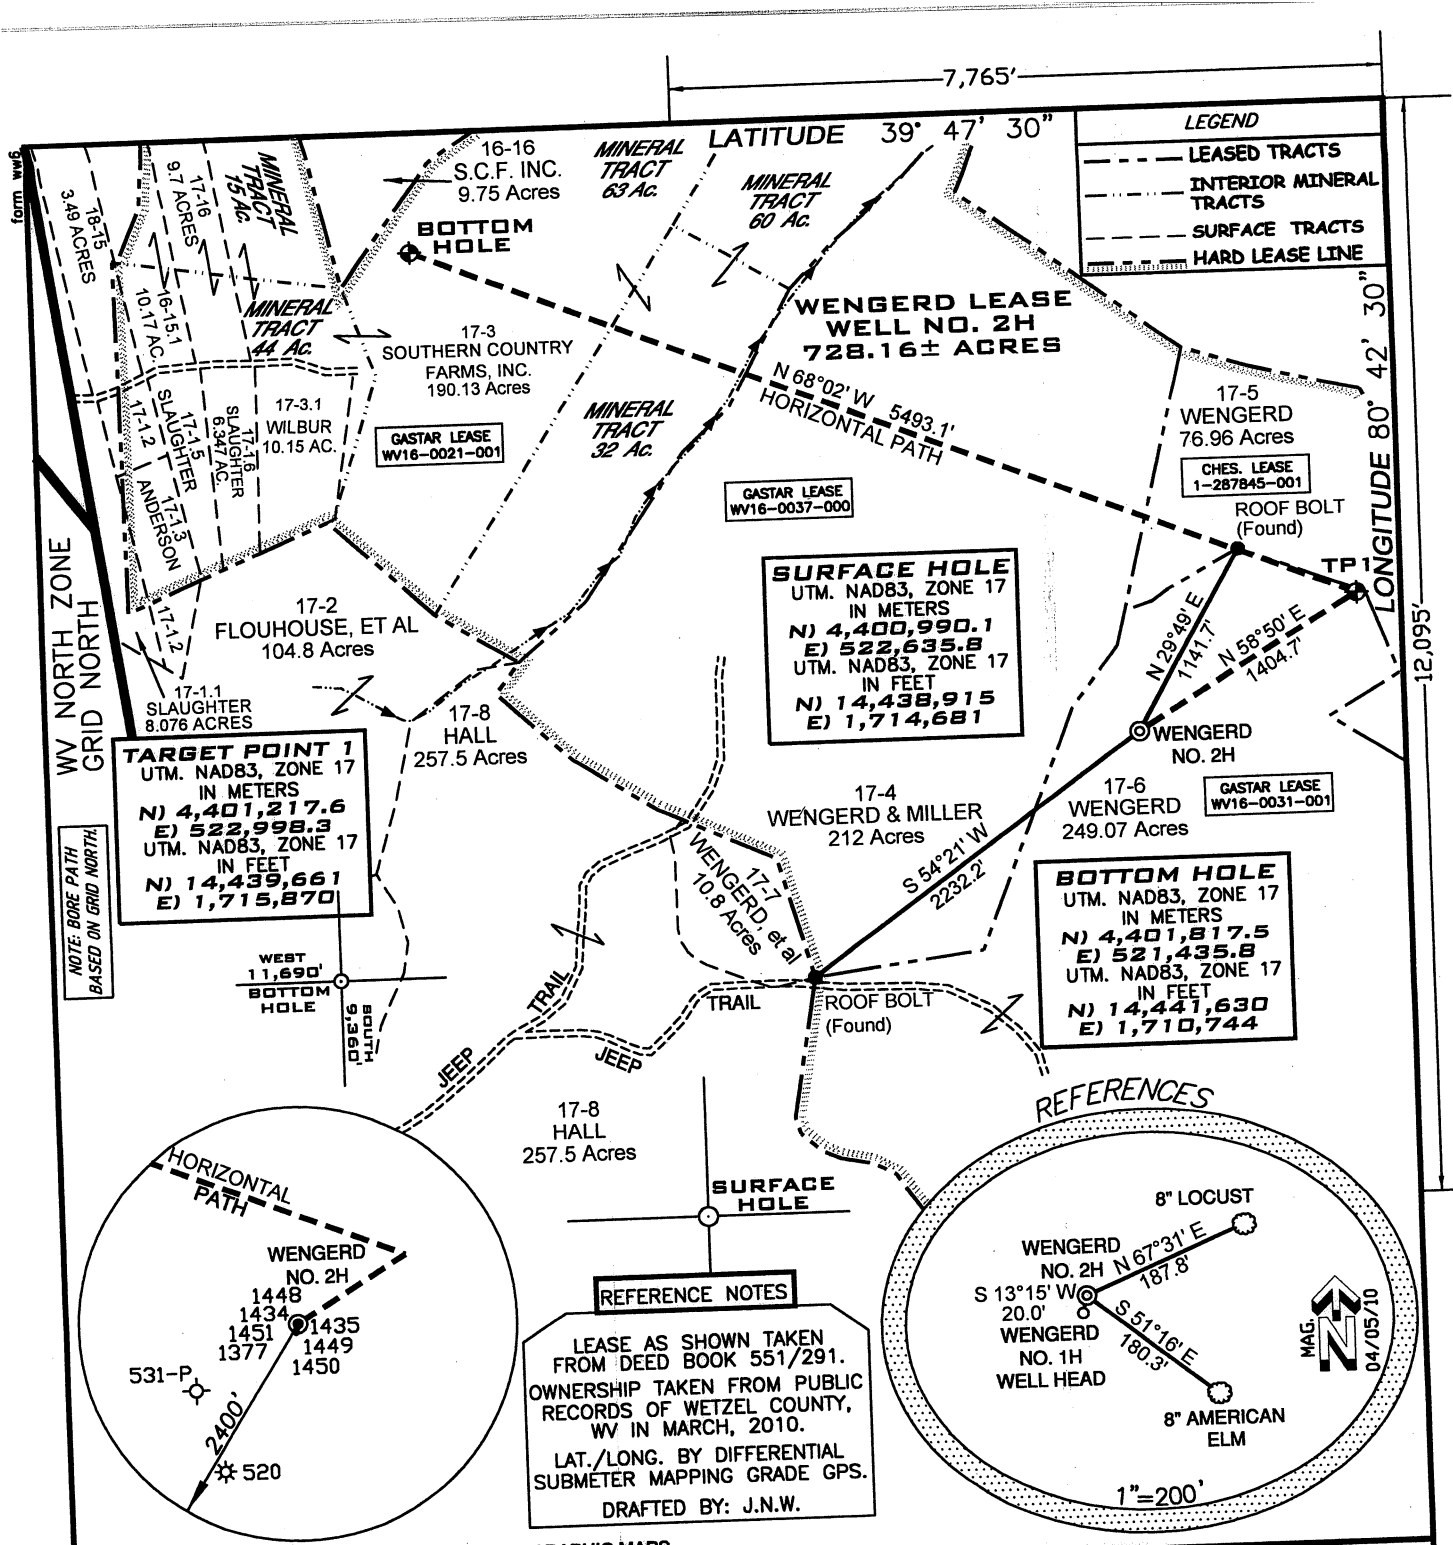 7,765'
form wwg
LATITUDE 39° 47' 30"
LEGEND
LEASED TRACTS
INTERIOR MINERAL
TRACTS
SURFACE TRACTS
HARD LEASE LINE
18-15
3.49 ACRES
17-16
9.7 ACRES
MINERAL
TRACT
15 Ac.
16-16
S.C.F. INC.
9.75 Acres
MINERAL
TRACT
63 Ac.
MINERAL
TRACT
60 Ac.
BOTTOM
HOLE
16-15.1
10.17 AC.
MINERAL
TRACT
44 Ac.
17-3
SOUTHERN COUNTRY
FARMS, INC.
190.13 Acres
WENGERD LEASE
WELL NO. 2H
728.16± ACRES
N 68°02' W 5493.1'
HORIZONTAL PATH
LONGITUDE 80° 42' 30"
12,095'
17-5
WENGERD
76.96 Acres
CHES. LEASE
1-287845-001
ROOF BOLT
(Found)
TP1
17-1.2
17-1.5
SLAUGHTER
17-1.6
SLAUGHTER
6.347 AC.
17-3.1
WILBUR
10.15 AC.
GASTAR LEASE
WV16-0021-001
MINERAL
TRACT
32 Ac.
GASTAR LEASE
WV16-0037-000
17-1.3
ANDERSON
17-1.2
17-2
FLOUHOUSE, ET AL
104.8 Acres
17-1.1
SLAUGHTER
8.076 ACRES
WV NORTH ZONE
GRID NORTH
SURFACE HOLE
UTM. NAD83, ZONE 17
IN METERS
N) 4,400,990.1
E) 522,635.8
UTM. NAD83, ZONE 17
IN FEET
N) 14,438,915
E) 1,714,681
N 29°49' E
1141.7'
N 58°50' E
1404.7'
WENGERD
NO. 2H
17-8
HALL
257.5 Acres
TARGET POINT 1
UTM. NAD83, ZONE 17
IN METERS
N) 4,401,217.6
E) 522,998.3
UTM. NAD83, ZONE 17
IN FEET
N) 14,439,661
E) 1,715,870
NOTE: BORE PATH
BASED ON GRID NORTH.
17-4
WENGERD & MILLER
212 Acres
17-6
WENGERD
249.07 Acres
GASTAR LEASE
WV16-0031-001
S 54°21' W
2232.2'
17-7
WENGERD, et al
10.8 Acres
BOTTOM HOLE
UTM. NAD83, ZONE 17
IN METERS
N) 4,401,817.5
E) 521,435.8
UTM. NAD83, ZONE 17
IN FEET
N) 14,441,630
E) 1,710,744
WEST
11,690'
BOTTOM
HOLE
SOUTH
9,360'
TRAIL
JEEP
TRAIL
JEEP
ROOF BOLT
(Found)
17-8
HALL
257.5 Acres
SURFACE
HOLE
HORIZONTAL
PATH
WENGERD
NO. 2H
1448
1434
1451
1377
1435
1449
1450
531-P
2400'
520
REFERENCE NOTES
LEASE AS SHOWN TAKEN
FROM DEED BOOK 551/291.
OWNERSHIP TAKEN FROM PUBLIC
RECORDS OF WETZEL COUNTY,
WV IN MARCH, 2010.
LAT./LONG. BY DIFFERENTIAL
SUBMETER MAPPING GRADE GPS.
DRAFTED BY: J.N.W.
REFERENCES
8" LOCUST
WENGERD
NO. 2H
N 67°31' E
187.8'
S 13°15' W
20.0'
WENGERD
NO. 1H
WELL HEAD
S 51°16' E
180.3'
8" AMERICAN
ELM
MAG.
N
04/05/10
1"=200'